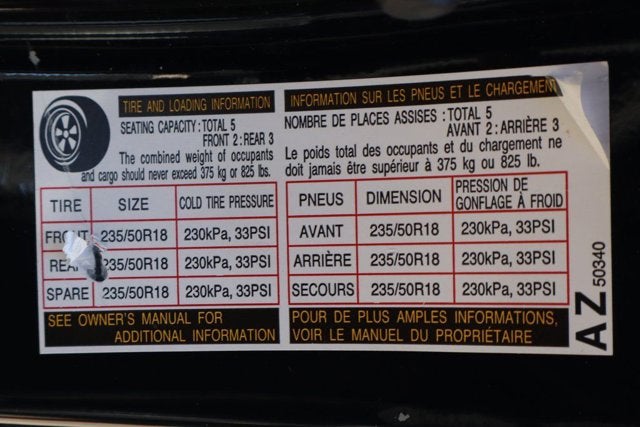 TIRE AND LOADING INFORMATION
SEATING CAPACITY : TOTAL 5
FRONT 2 : REAR 3
The combined weight of occupants
and cargo should never exceed 375 kg or 825 lbs.
TIRE SIZE COLD TIRE PRESSURE
FRONT 235/50R18 230kPa, 33PSI
REAR 235/50R18 230kPa, 33PSI
SPARE 235/50R18 230kPa, 33PSI
SEE OWNER'S MANUAL FOR
ADDITIONAL INFORMATION
INFORMATION SUR LES PNEUS ET LE CHARGEMENT
NOMBRE DE PLACES ASSISES : TOTAL 5
AVANT 2 : ARRIÈRE 3
Le poids total des occupants et du chargement ne
doit jamais être supérieur à 375 kg ou 825 lb.
PNEUS DIMENSION PRESSION DE
GONFLAGE À FROID
AVANT 235/50R18 230kPa, 33PSI
ARRIÈRE 235/50R18 230kPa, 33PSI
SECOURS 235/50R18 230kPa, 33PSI
POUR DE PLUS AMPLES INFORMATIONS,
VOIR LE MANUEL DU PROPRIÉTAIRE
AZ 50340